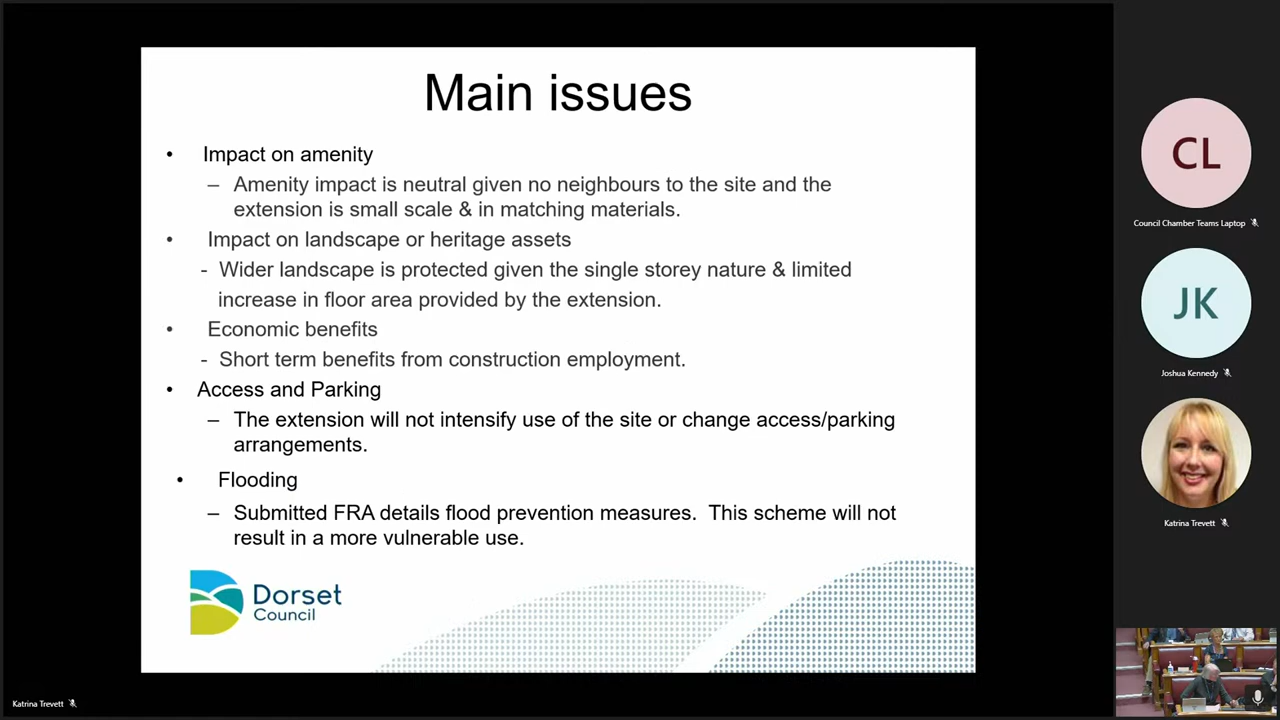 Main issues
• Impact on amenity
– Amenity impact is neutral given no neighbours to the site and the
extension is small scale & in matching materials.
• Impact on landscape or heritage assets
- Wider landscape is protected given the single storey nature & limited
increase in floor area provided by the extension.
• Economic benefits
- Short term benefits from construction employment.
• Access and Parking
– The extension will not intensify use of the site or change access/parking
arrangements.
• Flooding
– Submitted FRA details flood prevention measures.  This scheme will not
result in a more vulnerable use.
Dorset
Council
CL
Council Chamber Teams Laptop
JK
Joshua Kennedy
Katrina Trevett
Katrina Trevett